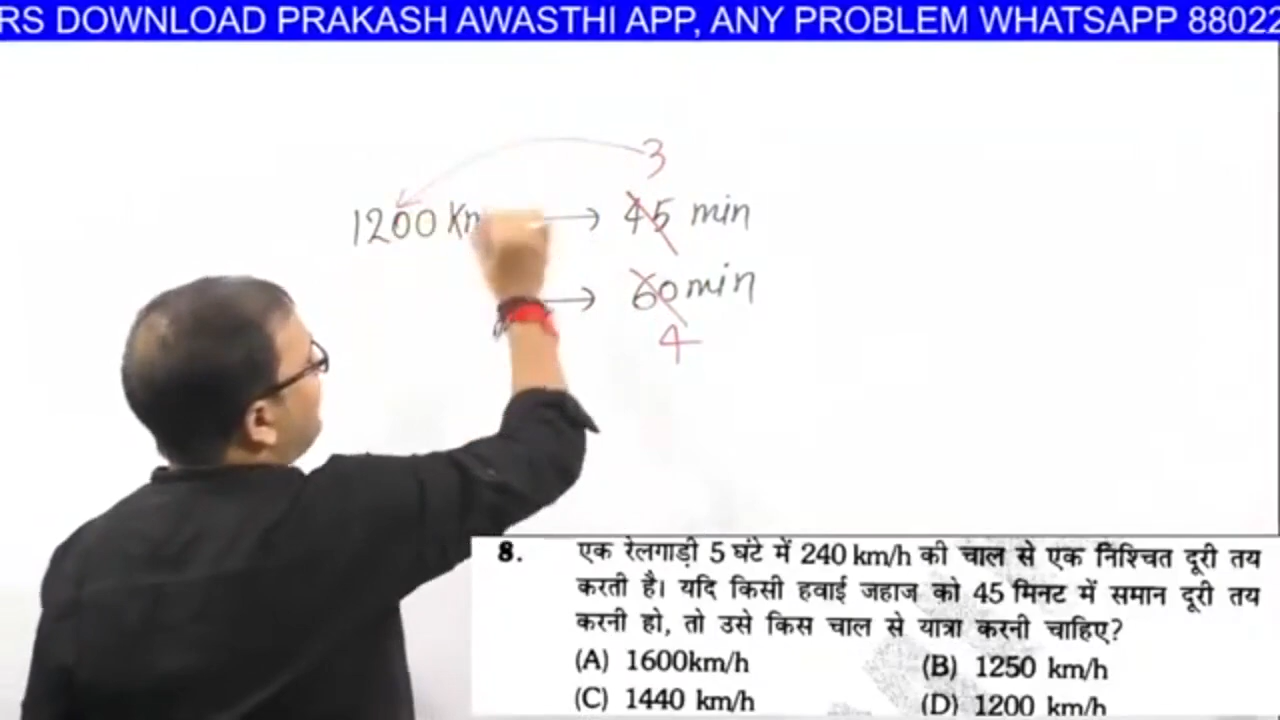 RS DOWNLOAD PRAKASH AWASTHI APP, ANY PROBLEM WHATSAPP 88022
3
1200 Km → 45 min
→ 60 min
4
8. एक रेलगाड़ी 5 घंटे में 240 km/h की चाल से एक निश्चित दूरी तय
करती है। यदि किसी हवाई जहाज को 45 मिनट में समान दूरी तय
करनी हो, तो उसे किस चाल से यात्रा करनी चाहिए?
(A) 1600km/h (B) 1250 km/h
(C) 1440 km/h (D) 1200 km/h